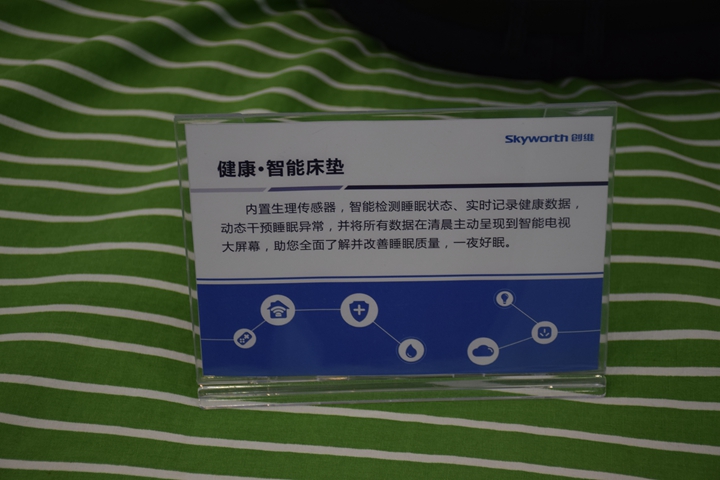 Skyworth 创维
健康·智能床垫
内置生理传感器，智能检测睡眠状态、实时记录健康数据，
动态干预睡眠异常，并将所有数据在清晨主动呈现到智能电视
大屏幕，助您全面了解并改善睡眠质量，一夜好眠。